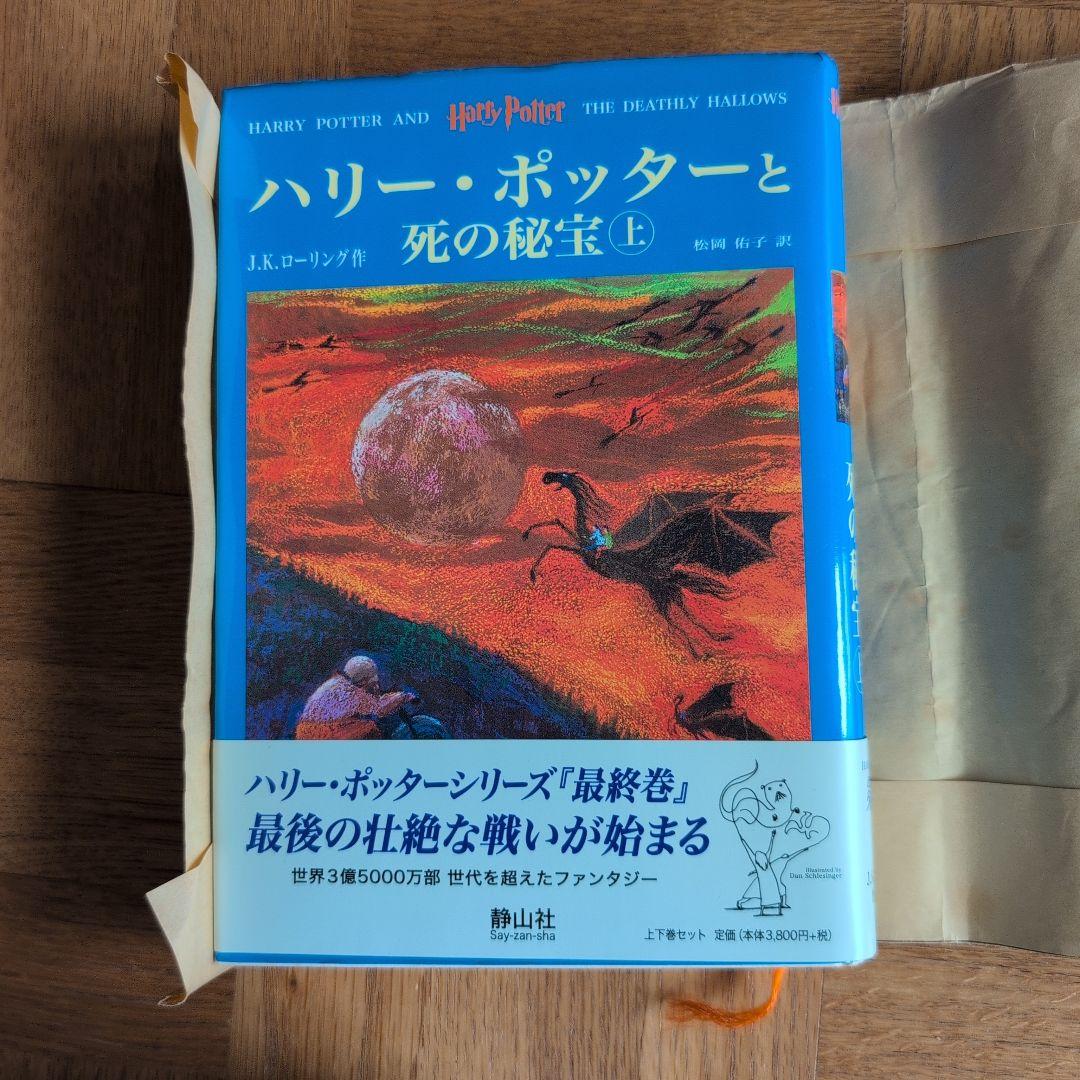 HARRY POTTER AND Harry Potter THE DEATHLY HALLOWS
ハリー・ポッターと
死の秘宝㊤
J.K.ローリング作
松岡 佑子 訳
ハリー・ポッターシリーズ『最終巻』
最後の壮絶な戦いが始まる
世界3億5000万部 世代を超えたファンタジー
Illustrated by
Dan Schlesinger
静山社
Say-zan-sha
上下巻セット 定価(本体3,800円+税)
死の秘宝